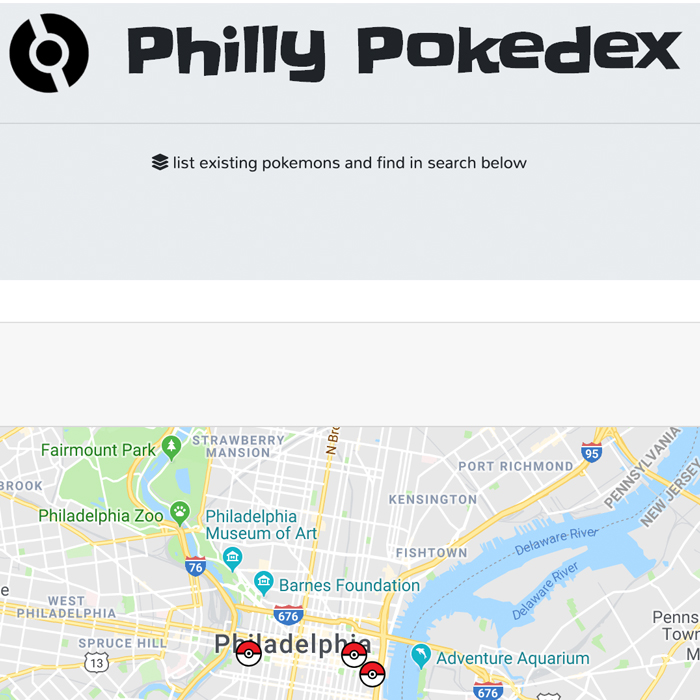 Philly Pokedex
list existing pokemons and find in search below
STRAWBERRY
MANSION
N Bro
Fairmount Park
95
PENNSYLVANIA
NEW JERSEY
PORT RICHMOND
BROOK
KENSINGTON
Philadelphia Zoo
Philadelphia
Museum of Art
Delaware River
FISHTOWN
76
Barnes Foundation
Delaware River
e
WEST
PHILADELPHIA
676
Penns
Town
SPRUCE HILL
Philadelphia
M
13
Adventure Aquarium
676